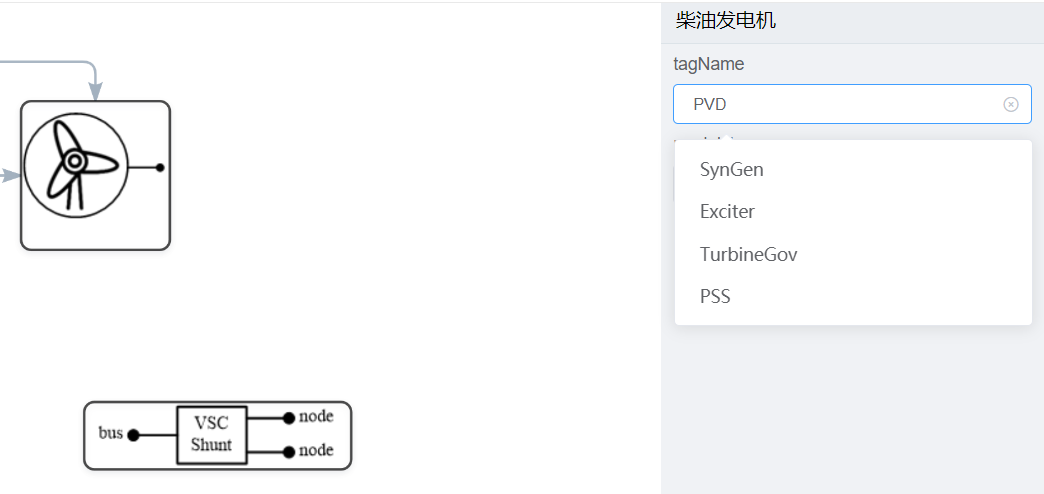 柴油发电机
tagName
PVD
SynGen
Exciter
TurbineGov
PSS
bus
VSC
Shunt
node
node